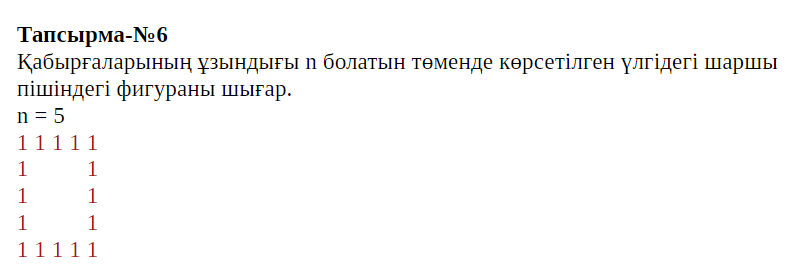 Тапсырма-№6
Қабырғаларының ұзындығы n болатын төменде көрсетілген үлгідегі шаршы
пішіндегі фигураны шығар.
n = 5
1 1 1 1 1
1       1
1       1
1       1
1 1 1 1 1